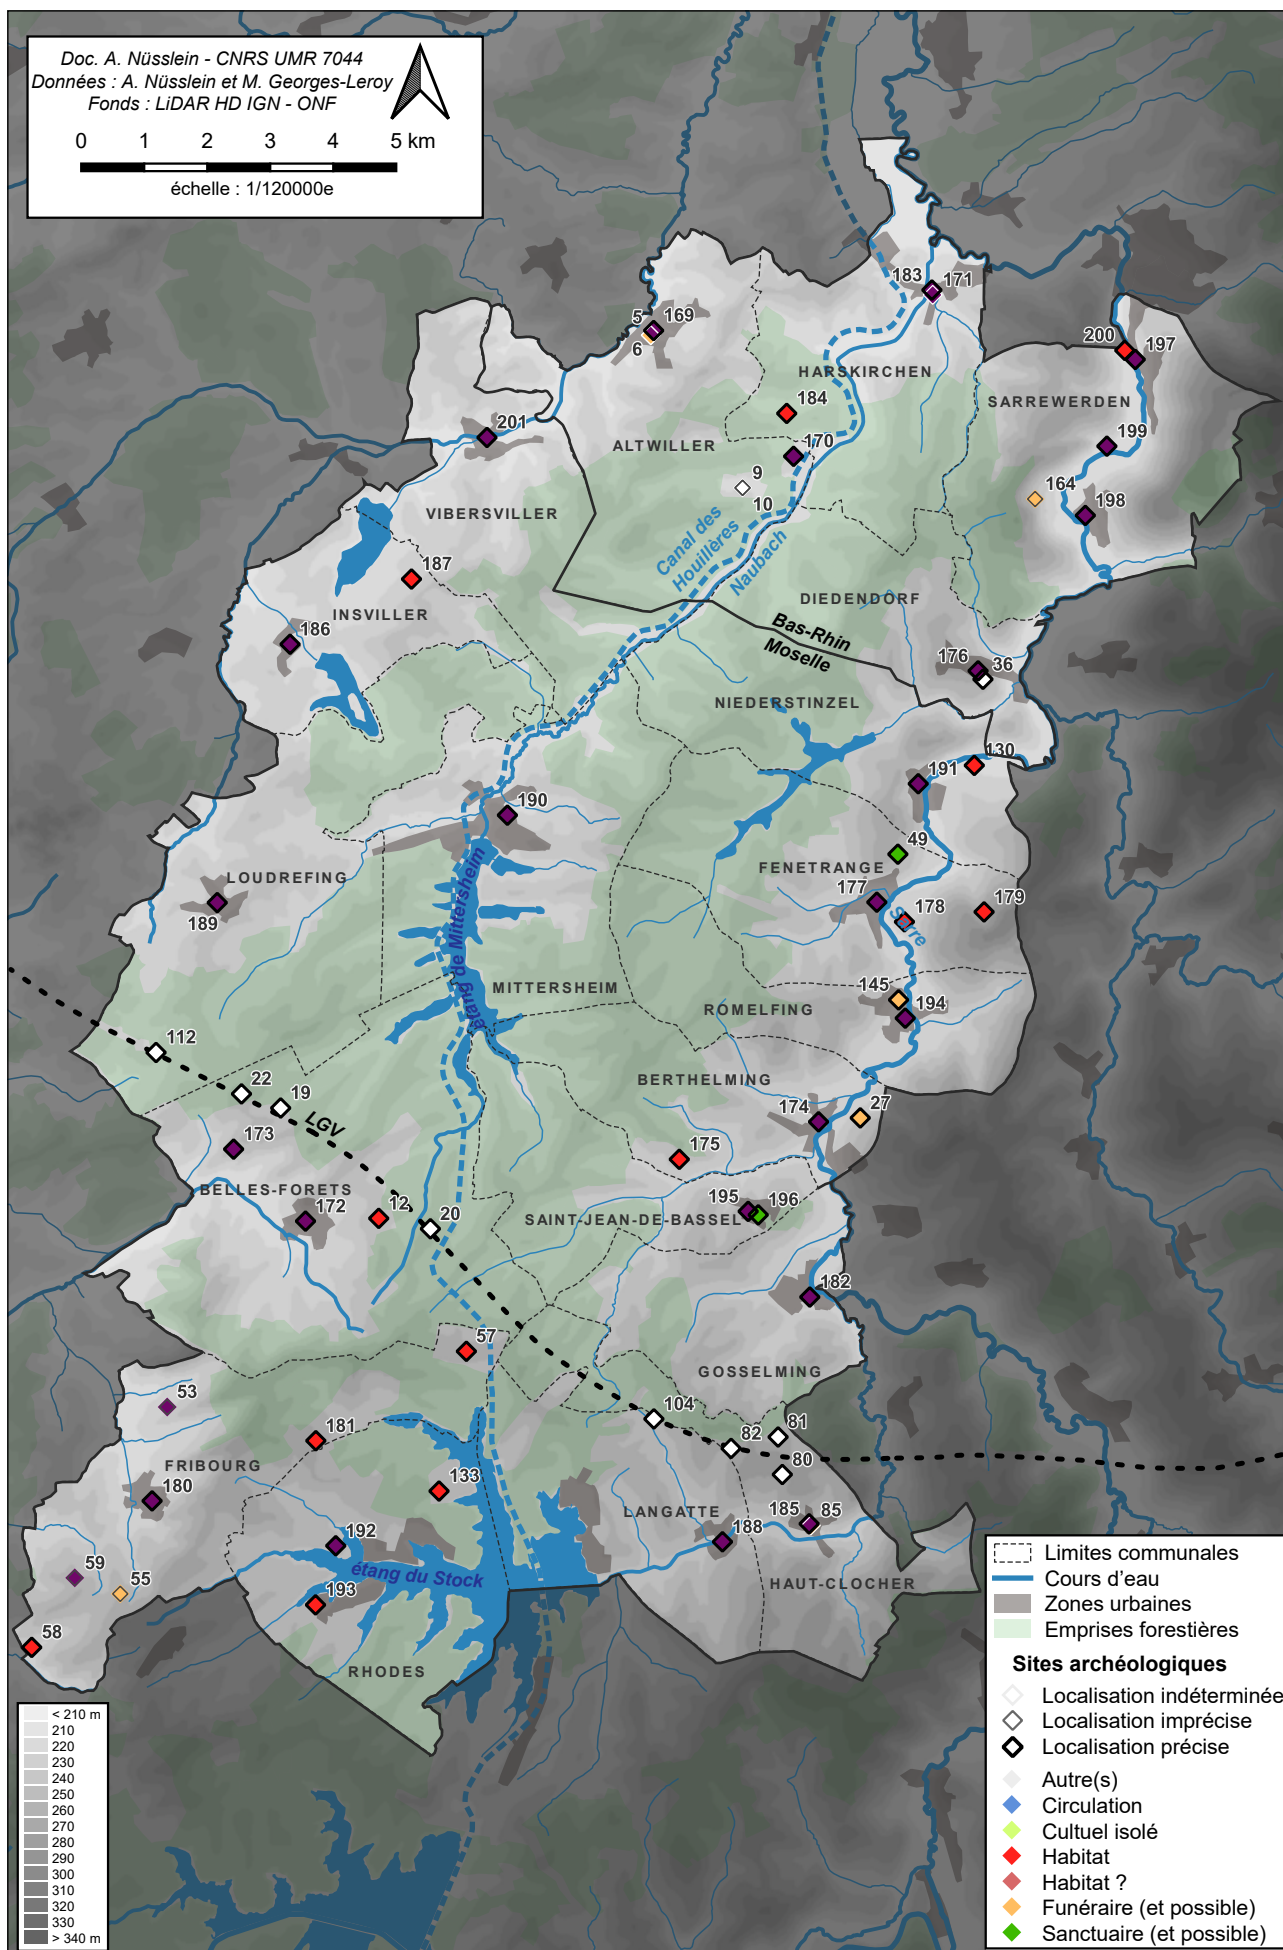 Doc. A. Nüsslein - CNRS UMR 7044
Données : A. Nüsslein et M. Georges-Leroy
Fonds : LiDAR HD IGN - ONF
0 1 2 3 4 5 km
échelle : 1/120000e
183 171
5 169
6
200 197
HARSKIRCHEN
SARREWERDEN
184
201
ALTWILLER
170
199
9
10
164
198
VIBERSVILLER
Canal des
Houillères
Naubach
187
INSVILLER
DIEDENDORF
186
Bas-Rhin
Moselle
176 36
NIEDERSTINZEL
130
191
190
49
FENETRANGE
LOUDREFING
177
178
179
Sarre
189
étang de Mittersheim
MITTERSHEIM
145
194
ROMELFING
112
BERTHELMING
22
19
LGV
174
27
173
175
BELLES-FORETS
172
12
20
195
196
SAINT-JEAN-DE-BASSEL
182
57
GOSSELMING
53
104
81
82
181
FRIBOURG
80
133
180
LANGATTE
185 85
188
192
étang du Stock
59
55
HAUT-CLOCHER
193
58
RHODES
< 210 m
210
220
230
240
250
260
270
280
290
300
310
320
330
> 340 m
Limites communales
Cours d'eau
Zones urbaines
Emprises forestières
Sites archéologiques
Localisation indéterminée
Localisation imprécise
Localisation précise
Autre(s)
Circulation
Cultuel isolé
Habitat
Habitat ?
Funéraire (et possible)
Sanctuaire (et possible)